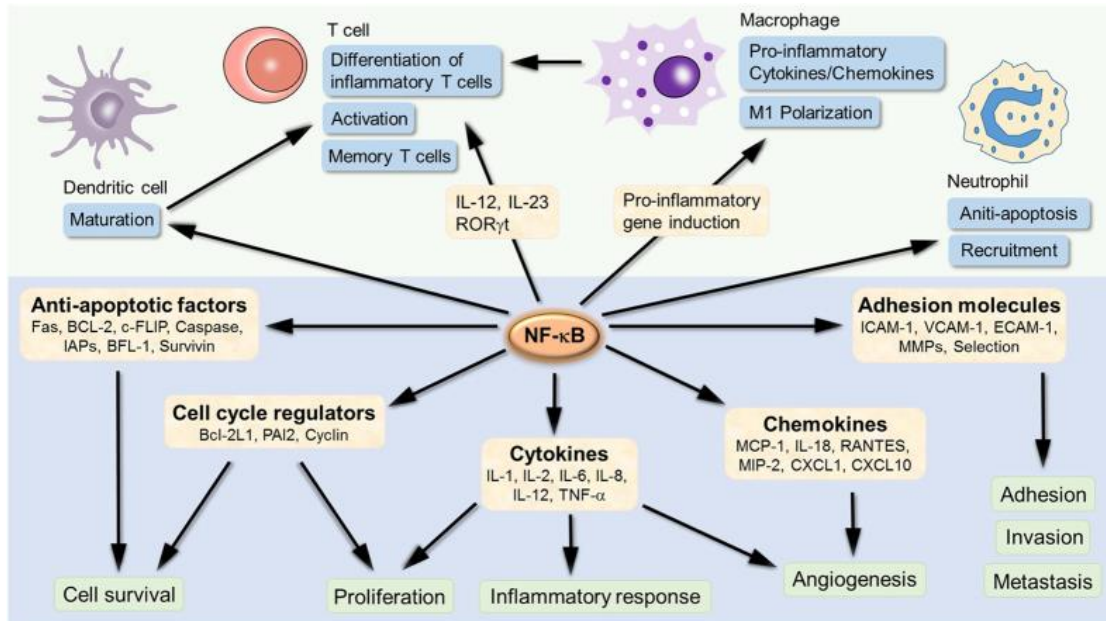 T cell
Differentiation of
inflammatory T cells
Activation
Memory T cells
Macrophage
Pro-inflammatory
Cytokines/Chemokines
M1 Polarization
Dendritic cell
Maturation
IL-12, IL-23
RORγt
Pro-inflammatory
gene induction
Neutrophil
Aniti-apoptosis
Recruitment
NF-κB
Anti-apoptotic factors
Fas, BCL-2, c-FLIP, Caspase,
IAPs, BFL-1, Survivin
Adhesion molecules
ICAM-1, VCAM-1, ECAM-1,
MMPs, Selection
Cell cycle regulators
Bcl-2L1, PAI2, Cyclin
Cytokines
IL-1, IL-2, IL-6, IL-8,
IL-12, TNF-α
Chemokines
MCP-1, IL-18, RANTES,
MIP-2, CXCL1, CXCL10
Cell survival
Proliferation
Inflammatory response
Angiogenesis
Adhesion
Invasion
Metastasis